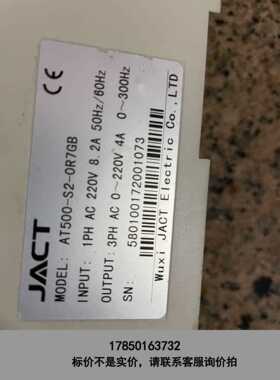 CE
JACT
MODEL: AT500-S2-0R7GB
INPUT: 1PH AC 220V 8.2A 50Hz/60Hz
OUTPUT: 3PH AC 0~220V 4A 0~300Hz
SN: 580100172001073
Wuxi JACT Electric Co.,LTD
17850163732
标价不是实价，请联系客服询价议拍